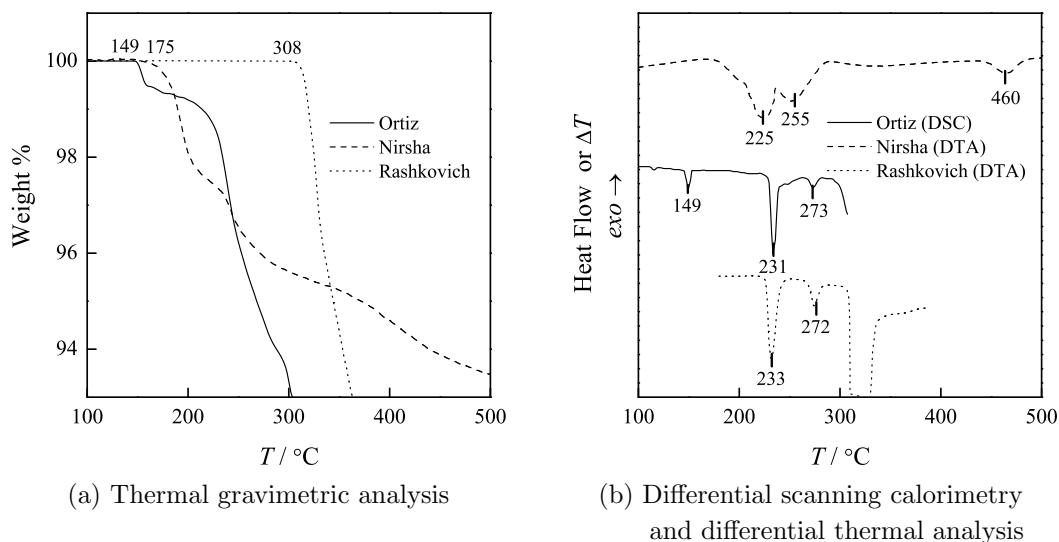 149 175
308
100
98
96
94
Weight %
Ortiz
Nirsha
Rashkovich
100 200 300 400 500
T / °C
(a) Thermal gravimetric analysis
Heat Flow or ΔT
exo →
225
255
460
Ortiz (DSC)
Nirsha (DTA)
Rashkovich (DTA)
149
231
273
233
272
100 200 300 400 500
T / °C
(b) Differential scanning calorimetry
and differential thermal analysis